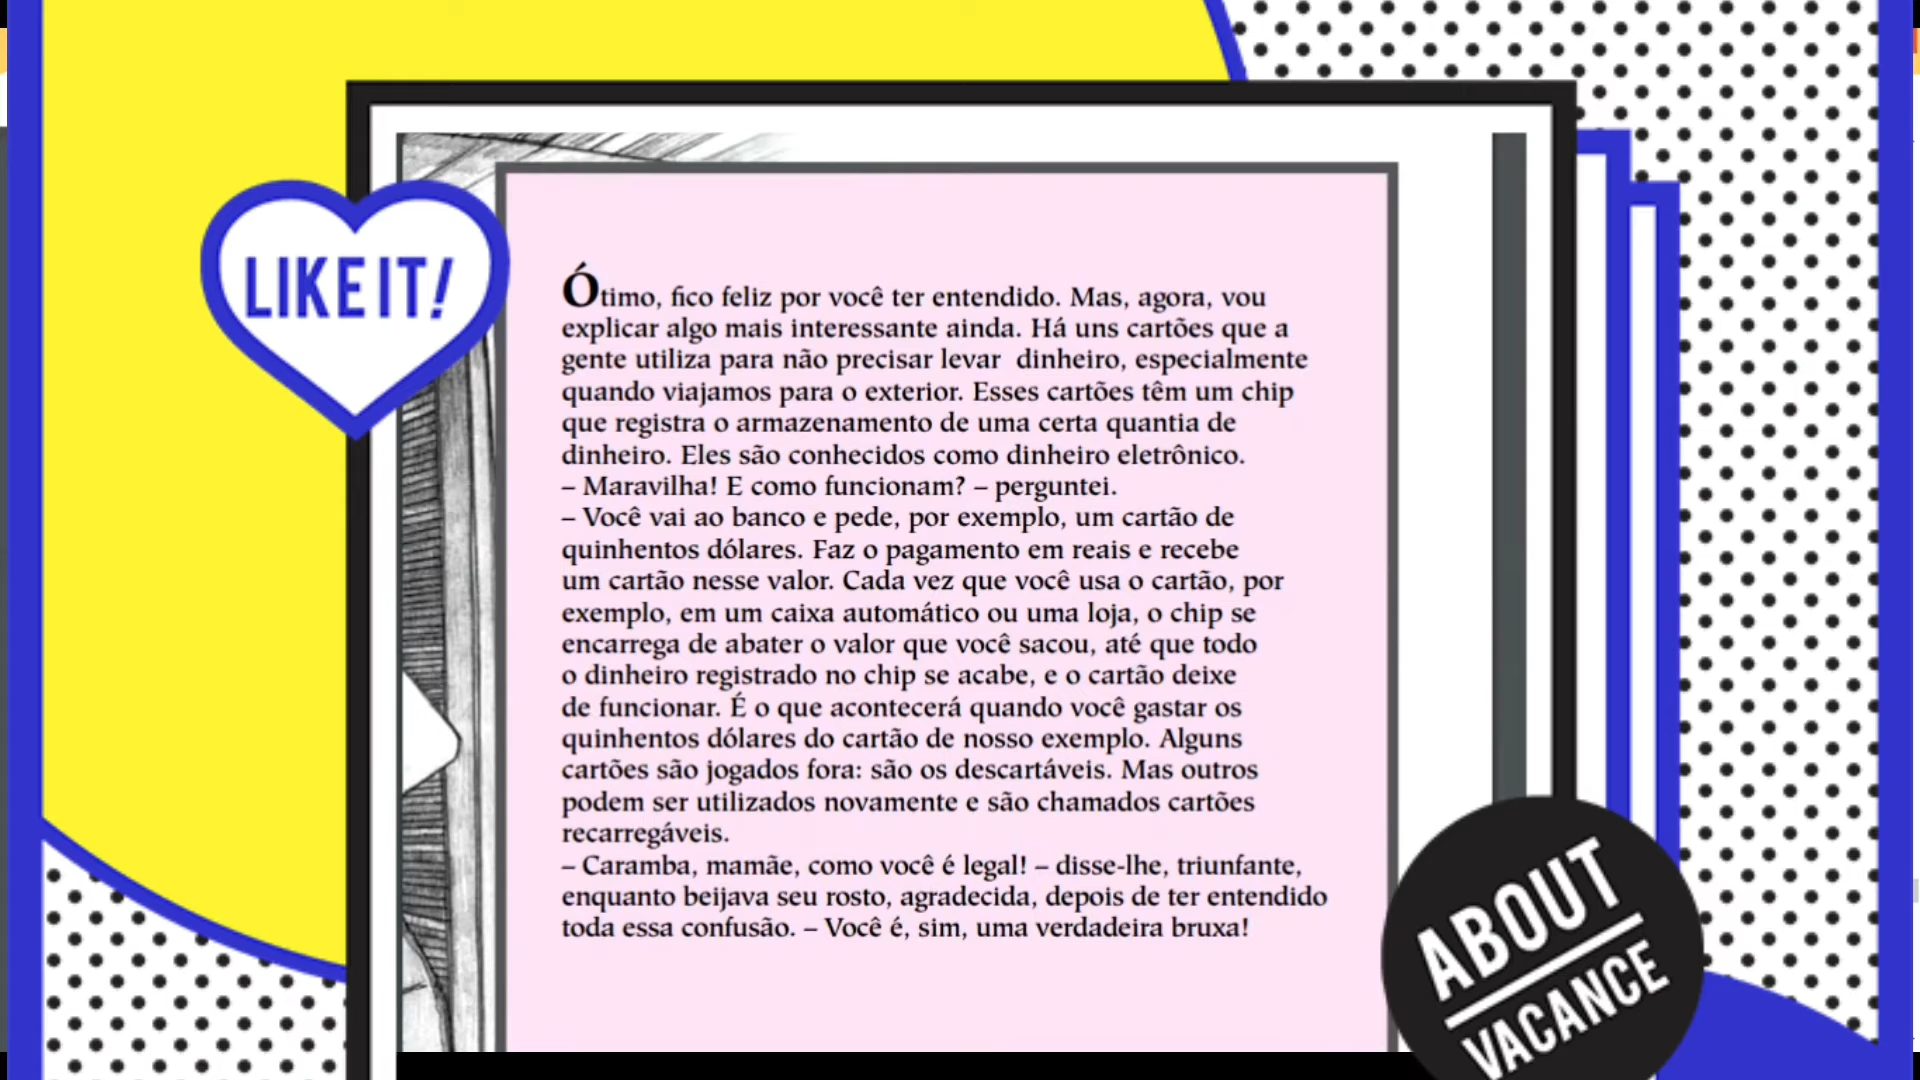 LIKE IT!
Ótimo, fico feliz por você ter entendido. Mas, agora, vou
explicar algo mais interessante ainda. Há uns cartões que a
gente utiliza para não precisar levar dinheiro, especialmente
quando viajamos para o exterior. Esses cartões têm um chip
que registra o armazenamento de uma certa quantia de
dinheiro. Eles são conhecidos como dinheiro eletrônico.
– Maravilha! E como funcionam? – perguntei.
– Você vai ao banco e pede, por exemplo, um cartão de
quinhentos dólares. Faz o pagamento em reais e recebe
um cartão nesse valor. Cada vez que você usa o cartão, por
exemplo, em um caixa automático ou uma loja, o chip se
encarrega de abater o valor que você sacou, até que todo
o dinheiro registrado no chip se acabe, e o cartão deixe
de funcionar. É o que acontecerá quando você gastar os
quinhentos dólares do cartão de nosso exemplo. Alguns
cartões são jogados fora: são os descartáveis. Mas outros
podem ser utilizados novamente e são chamados cartões
recarregáveis.
– Caramba, mamãe, como você é legal! – disse-lhe, triunfante,
enquanto beijava seu rosto, agradecida, depois de ter entendido
toda essa confusão. – Você é, sim, uma verdadeira bruxa!
ABOUT
VACANCE